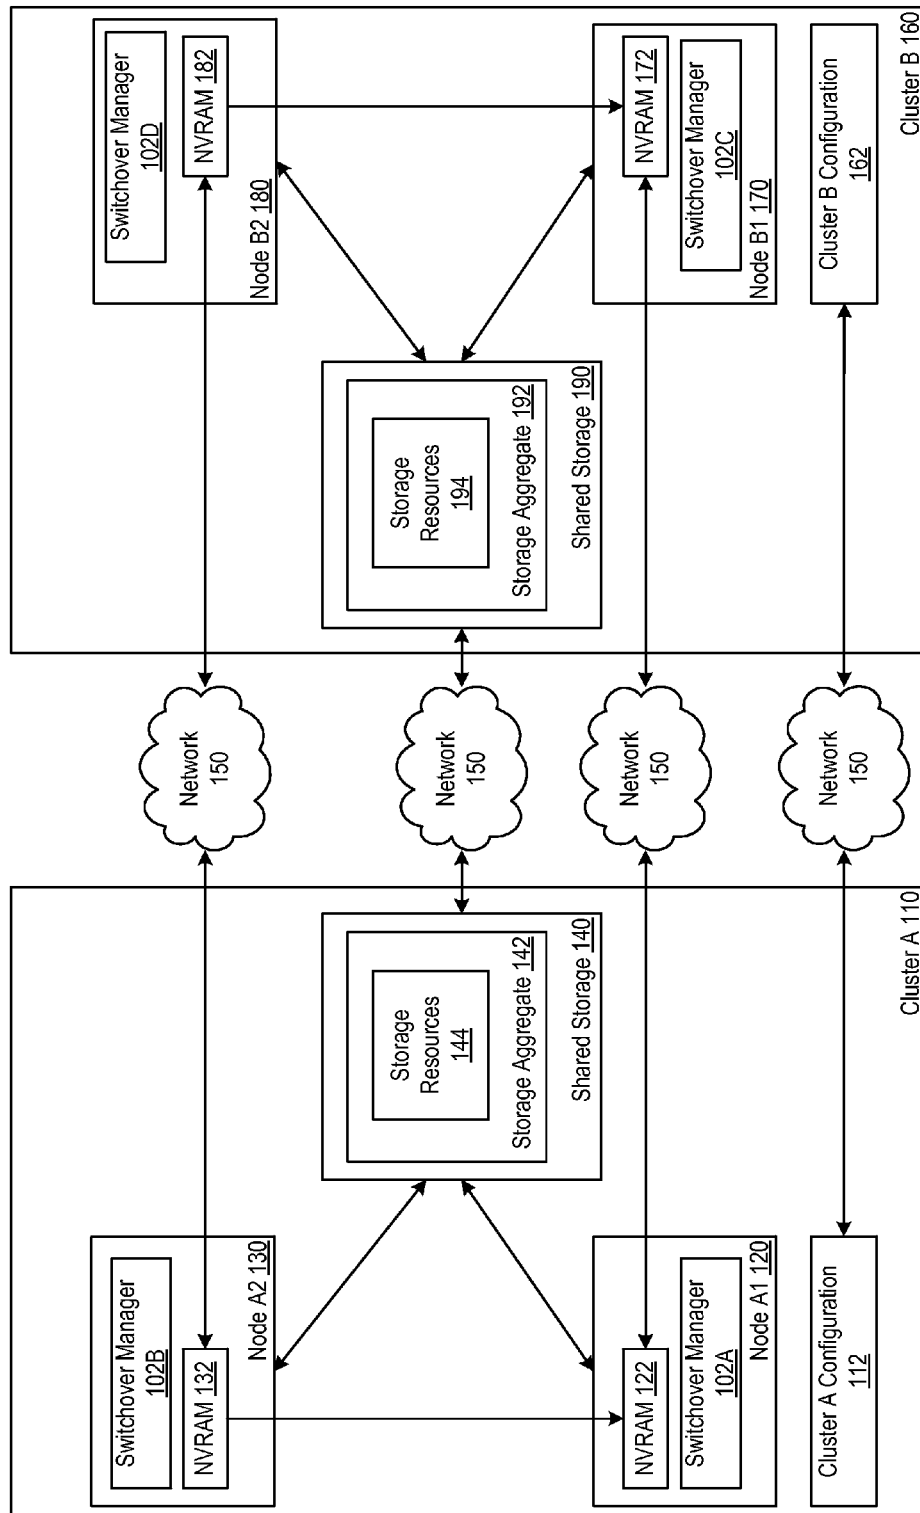 Switchover Manager
102B
NVRAM 132
Node A2 130
Storage
Resources
144
Storage Aggregate 142
Shared Storage 140
NVRAM 122
Switchover Manager
102A
Node A1 120
Cluster A Configuration
112
Cluster A 110
Network
150
Network
150
Network
150
Network
150
Switchover Manager
102D
NVRAM 182
Node B2 180
Storage
Resources
194
Storage Aggregate 192
Shared Storage 190
NVRAM 172
Switchover Manager
102C
Node B1 170
Cluster B Configuration
162
Cluster B 160